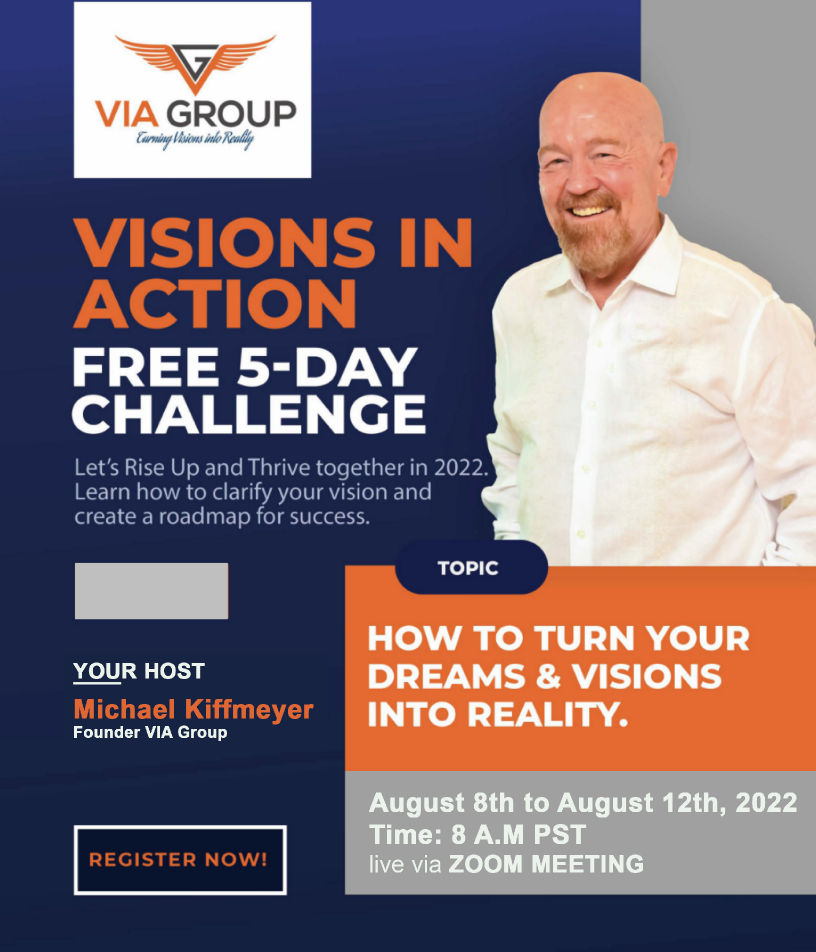 VIA GROUP
Turning Visions into Reality
VISIONS IN
ACTION
FREE 5-DAY
CHALLENGE
Let's Rise Up and Thrive together in 2022.
Learn how to clarify your vision and
create a roadmap for success.
TOPIC
HOW TO TURN YOUR
DREAMS & VISIONS
INTO REALITY.
YOUR HOST
Michael Kiffmeyer
Founder VIA Group
August 8th to August 12th, 2022
Time: 8 A.M PST
live via ZOOM MEETING
REGISTER NOW!